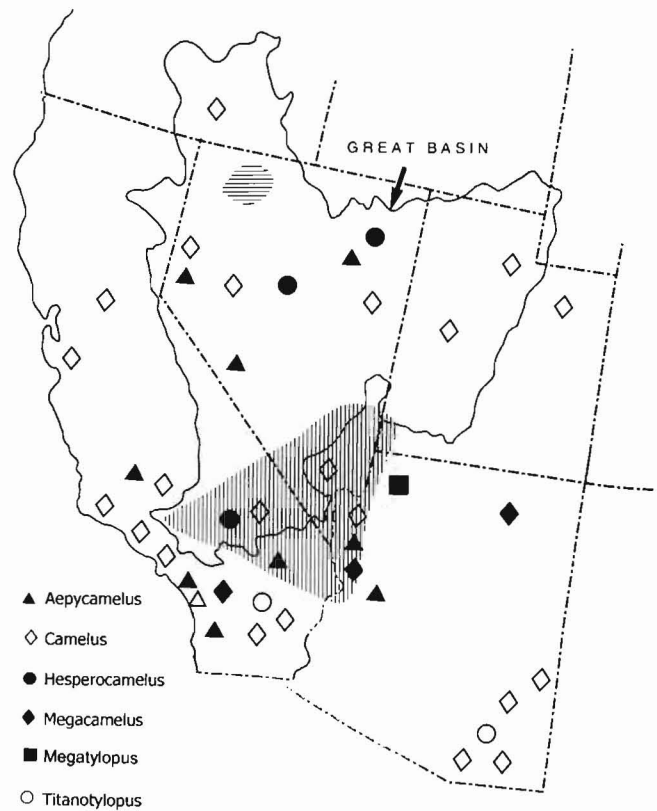 GREAT BASIN
Aepycamelus
Camelus
Hesperocamelus
Megacamelus
Megatylopus
Titanotylopus